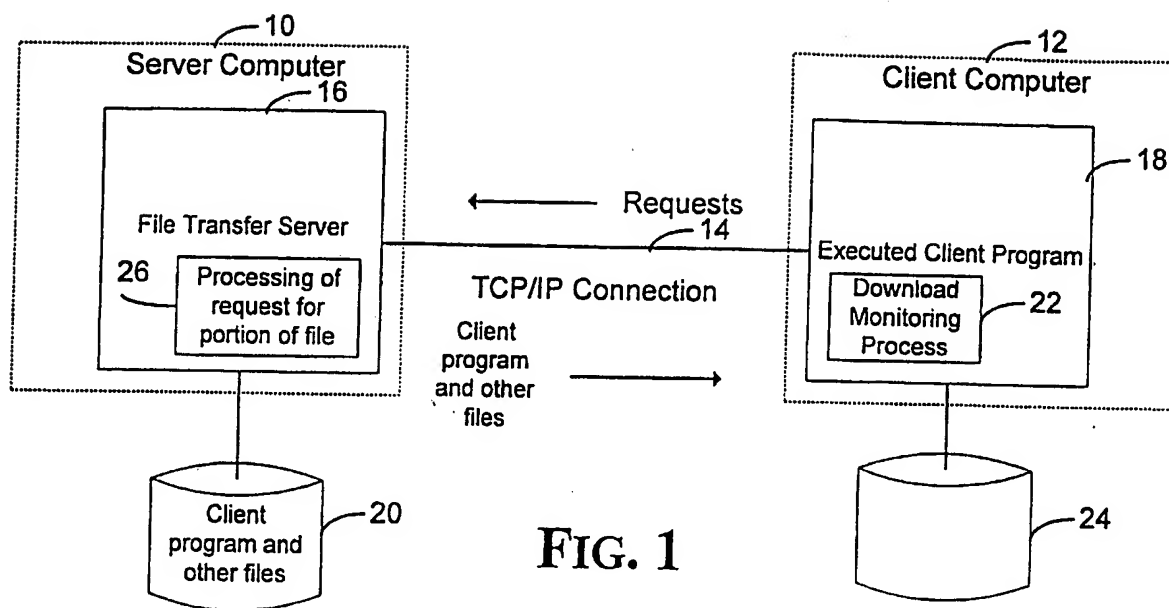 10
Server Computer
16
File Transfer Server
26
Processing of
request for
portion of file
Client
program and
other files
20
Requests
14
TCP/IP Connection
Client
program
and other
files
12
Client Computer
18
Executed Client Program
Download
Monitoring
Process
22
24
FIG. 1